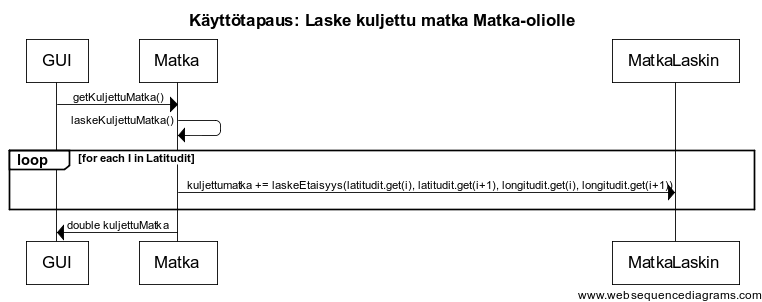 Käyttötapaus: Laske kuljettu matka Matka-oliolle
GUI Matka MatkaLaskin
getKuljettuMatka()
laskeKuljettuMatka()
loop [for each I in Latitudit]
kuljettumatka += laskeEtaisyys(latitudit.get(i), latitudit.get(i+1), longitudit.get(i), longitudit.get(i+1))
double kuljettuMatka
GUI Matka MatkaLaskin
www.websequencediagrams.com